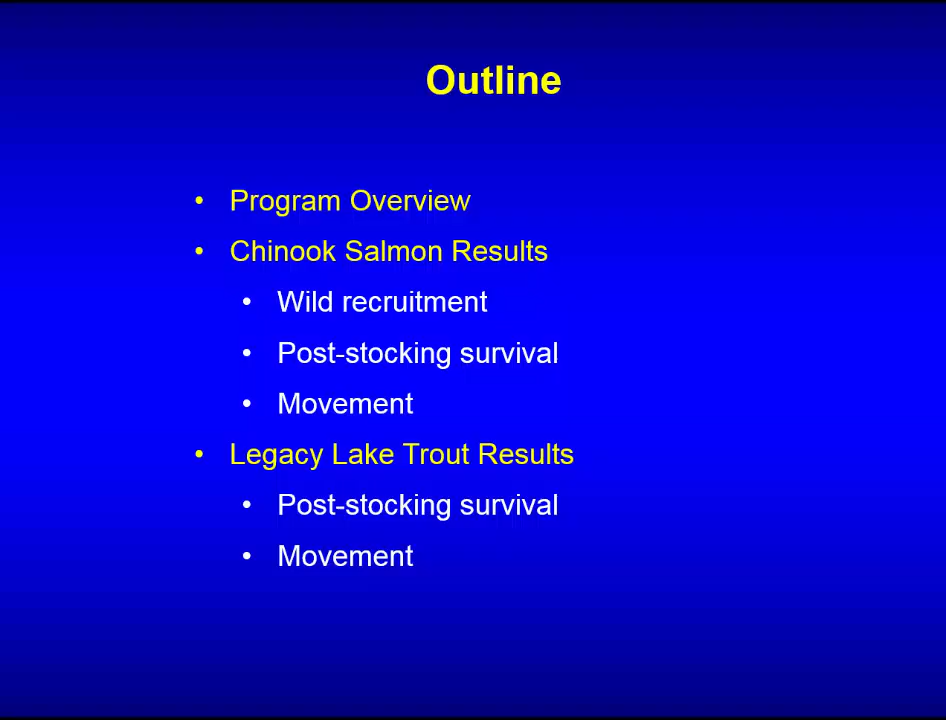 Outline
• Program Overview
• Chinook Salmon Results
• Wild recruitment
• Post-stocking survival
• Movement
• Legacy Lake Trout Results
• Post-stocking survival
• Movement